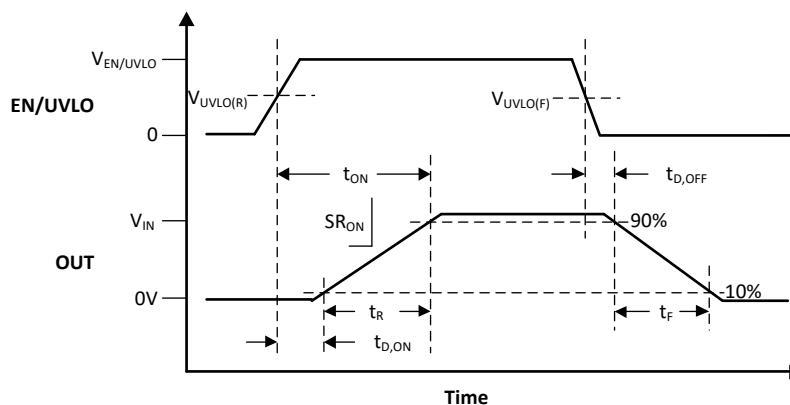 V_EN/UVLO
V_UVLO(R)
V_UVLO(F)
EN/UVLO
0
t_ON
t_D,OFF
V_IN
SR_ON
90%
OUT
0V
10%
t_R
t_F
t_D,ON
Time